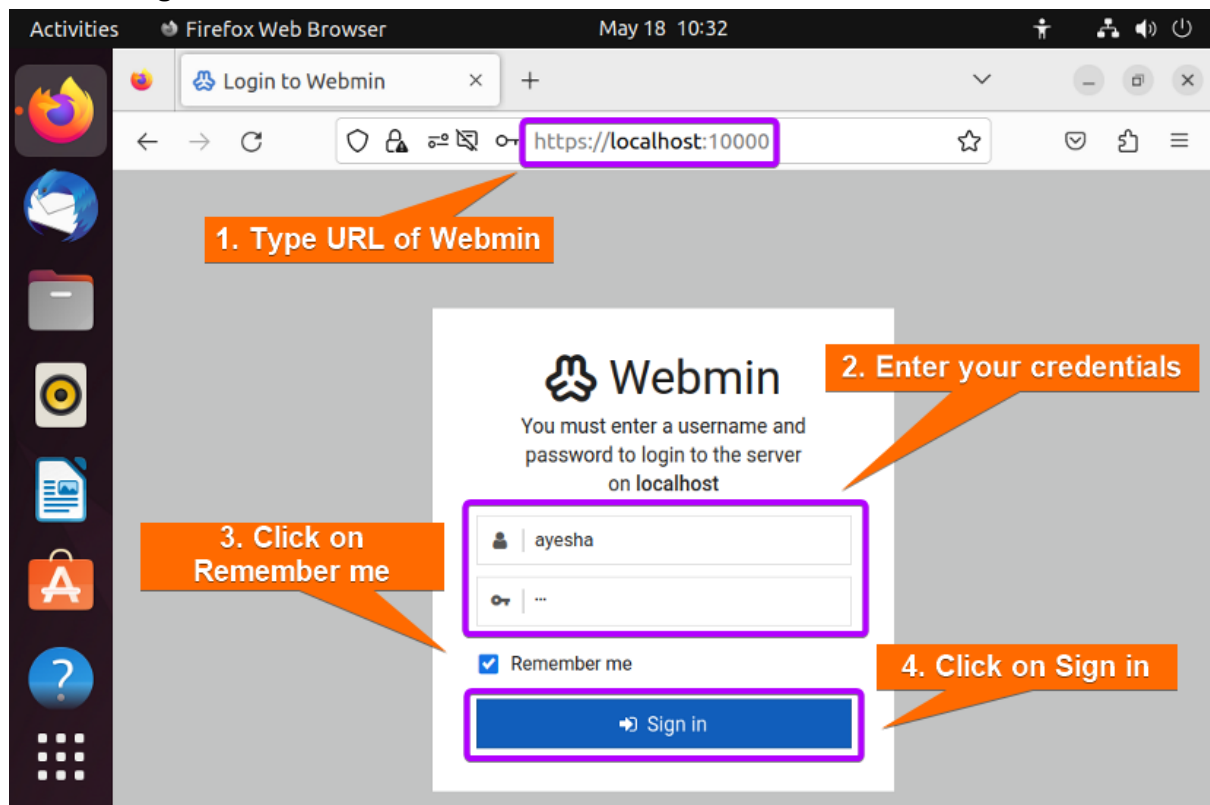 Activities
Firefox Web Browser
May 18 10:32
Login to Webmin
https://localhost:10000
1. Type URL of Webmin
Webmin
2. Enter your credentials
You must enter a username and
password to login to the server
on localhost
3. Click on
Remember me
ayesha
Remember me
4. Click on Sign in
Sign in